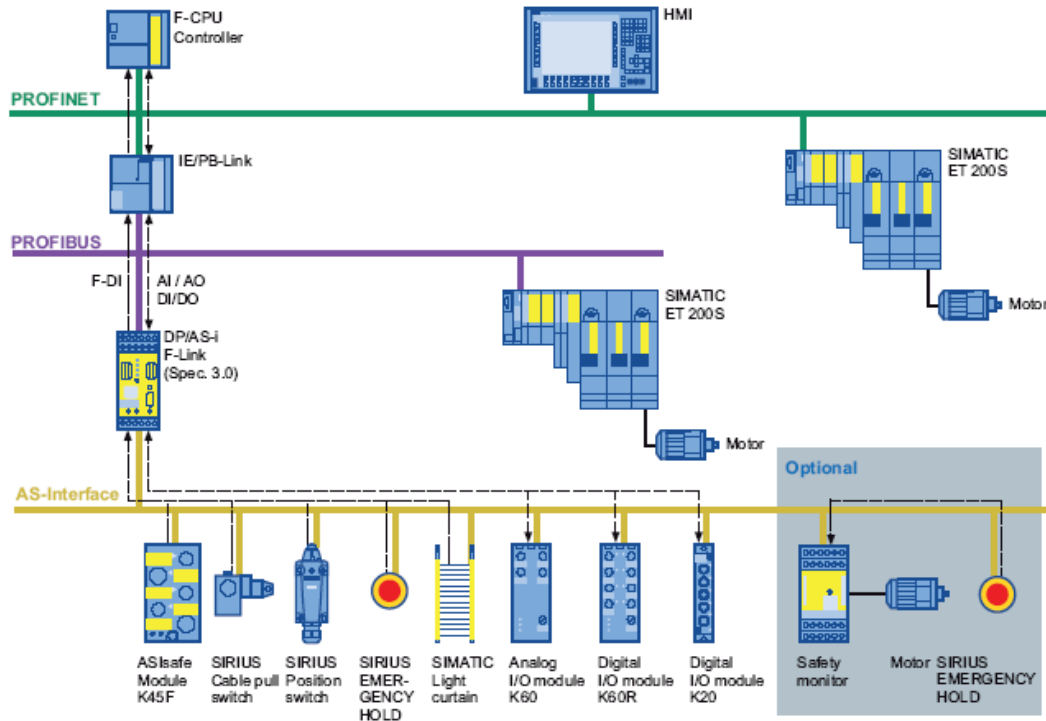 F-CPU
Controller
HMI
PROFINET
IE/PB-Link
SIMATIC
ET 200S
PROFIBUS
F-DI
AI / AO
DI/DO
SIMATIC
ET 200S
Motor
DP/AS-i
F-Link
(Spec. 3.0)
Motor
Optional
AS-Interface
ASIsafe
Module
K45F
SIRIUS
Cable pull
switch
SIRIUS
Position
switch
SIRIUS
EMER-
GENCY
HOLD
SIMATIC
Light
curtain
Analog
I/O module
K60
Digital
I/O module
K60R
Digital
I/O module
K20
Safety
monitor
Motor
SIRIUS
EMERGENCY
HOLD